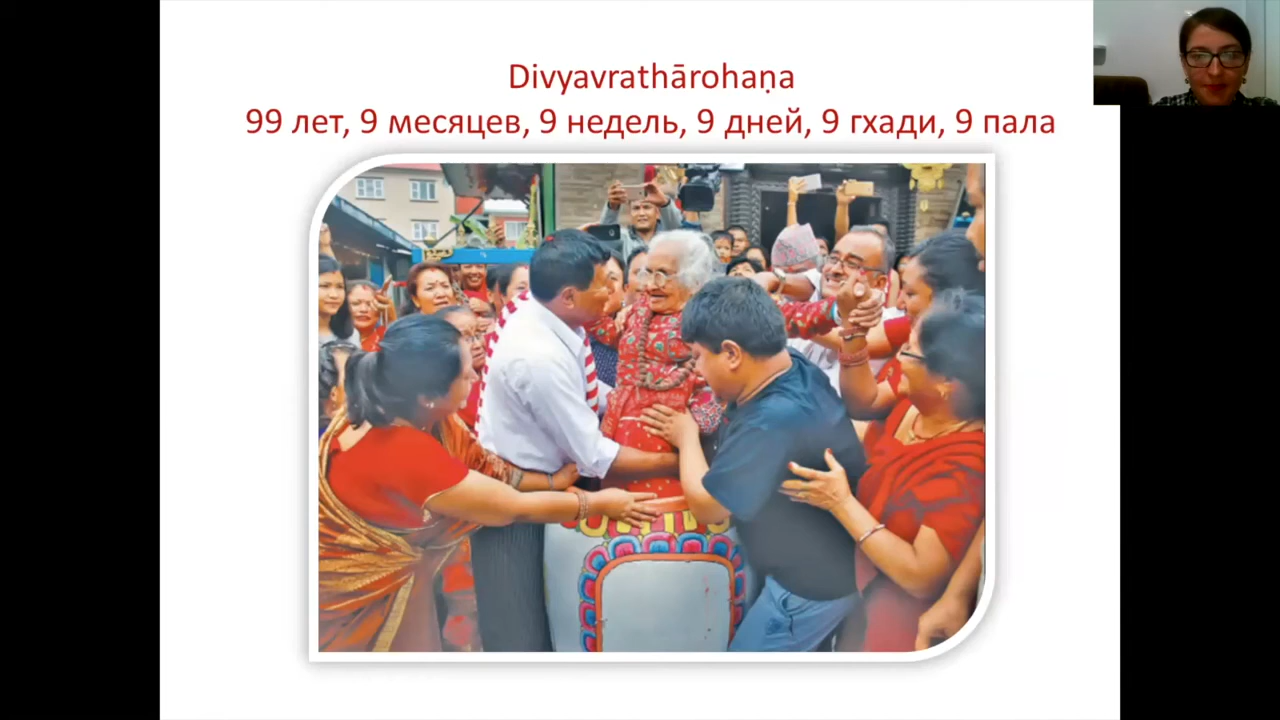 Divyavrathārohaṇa
99 лет, 9 месяцев, 9 недель, 9 дней, 9 гхади, 9 пала